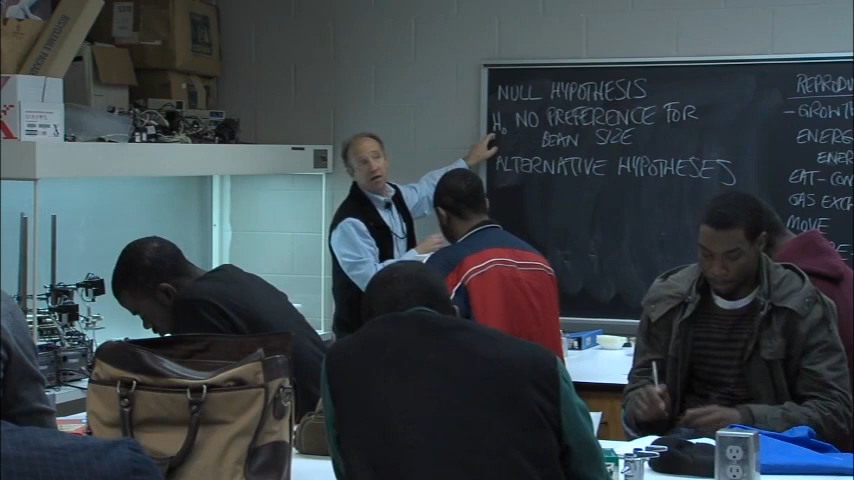 NULL HYPOTHESIS
H₀ NO PREFERENCE FOR
BEAN SIZE
ALTERNATIVE HYPOTHESES
REPRODU
-GROWTH
ENERG
ENER
EAT-CON
GAS EXCH
MOVE